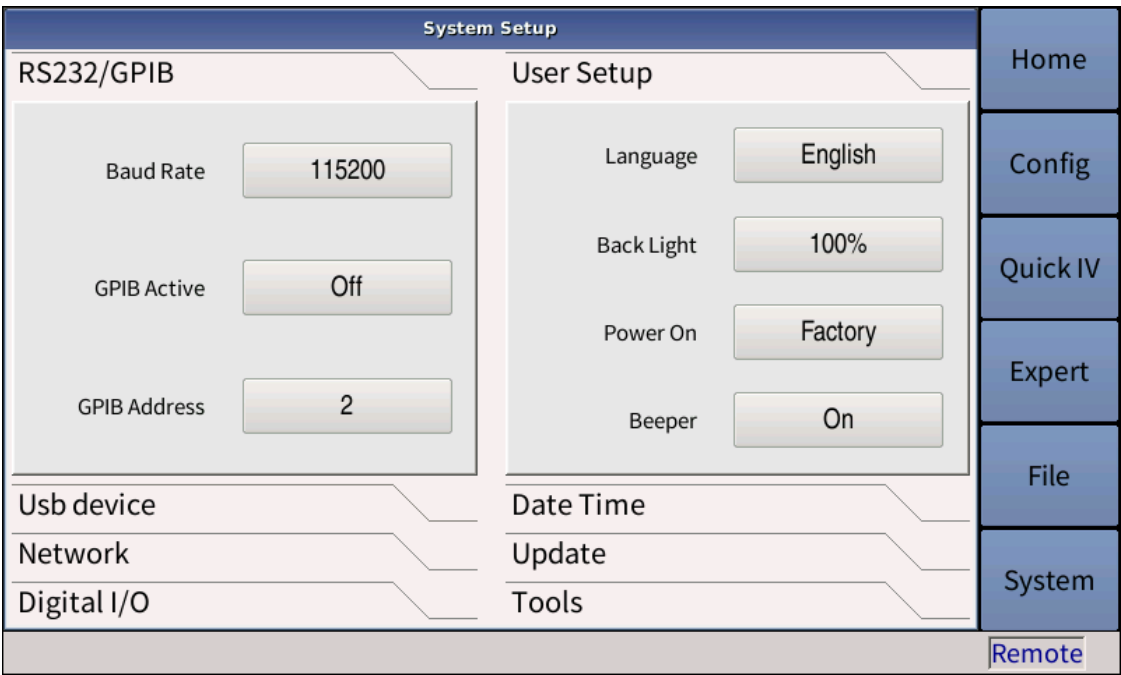 System Setup
RS232/GPIB
Baud Rate 115200
GPIB Active Off
GPIB Address 2
Usb device
Network
Digital I/O
User Setup
Language English
Back Light 100%
Power On Factory
Beeper On
Date Time
Update
Tools
Home
Config
Quick IV
Expert
File
System
Remote